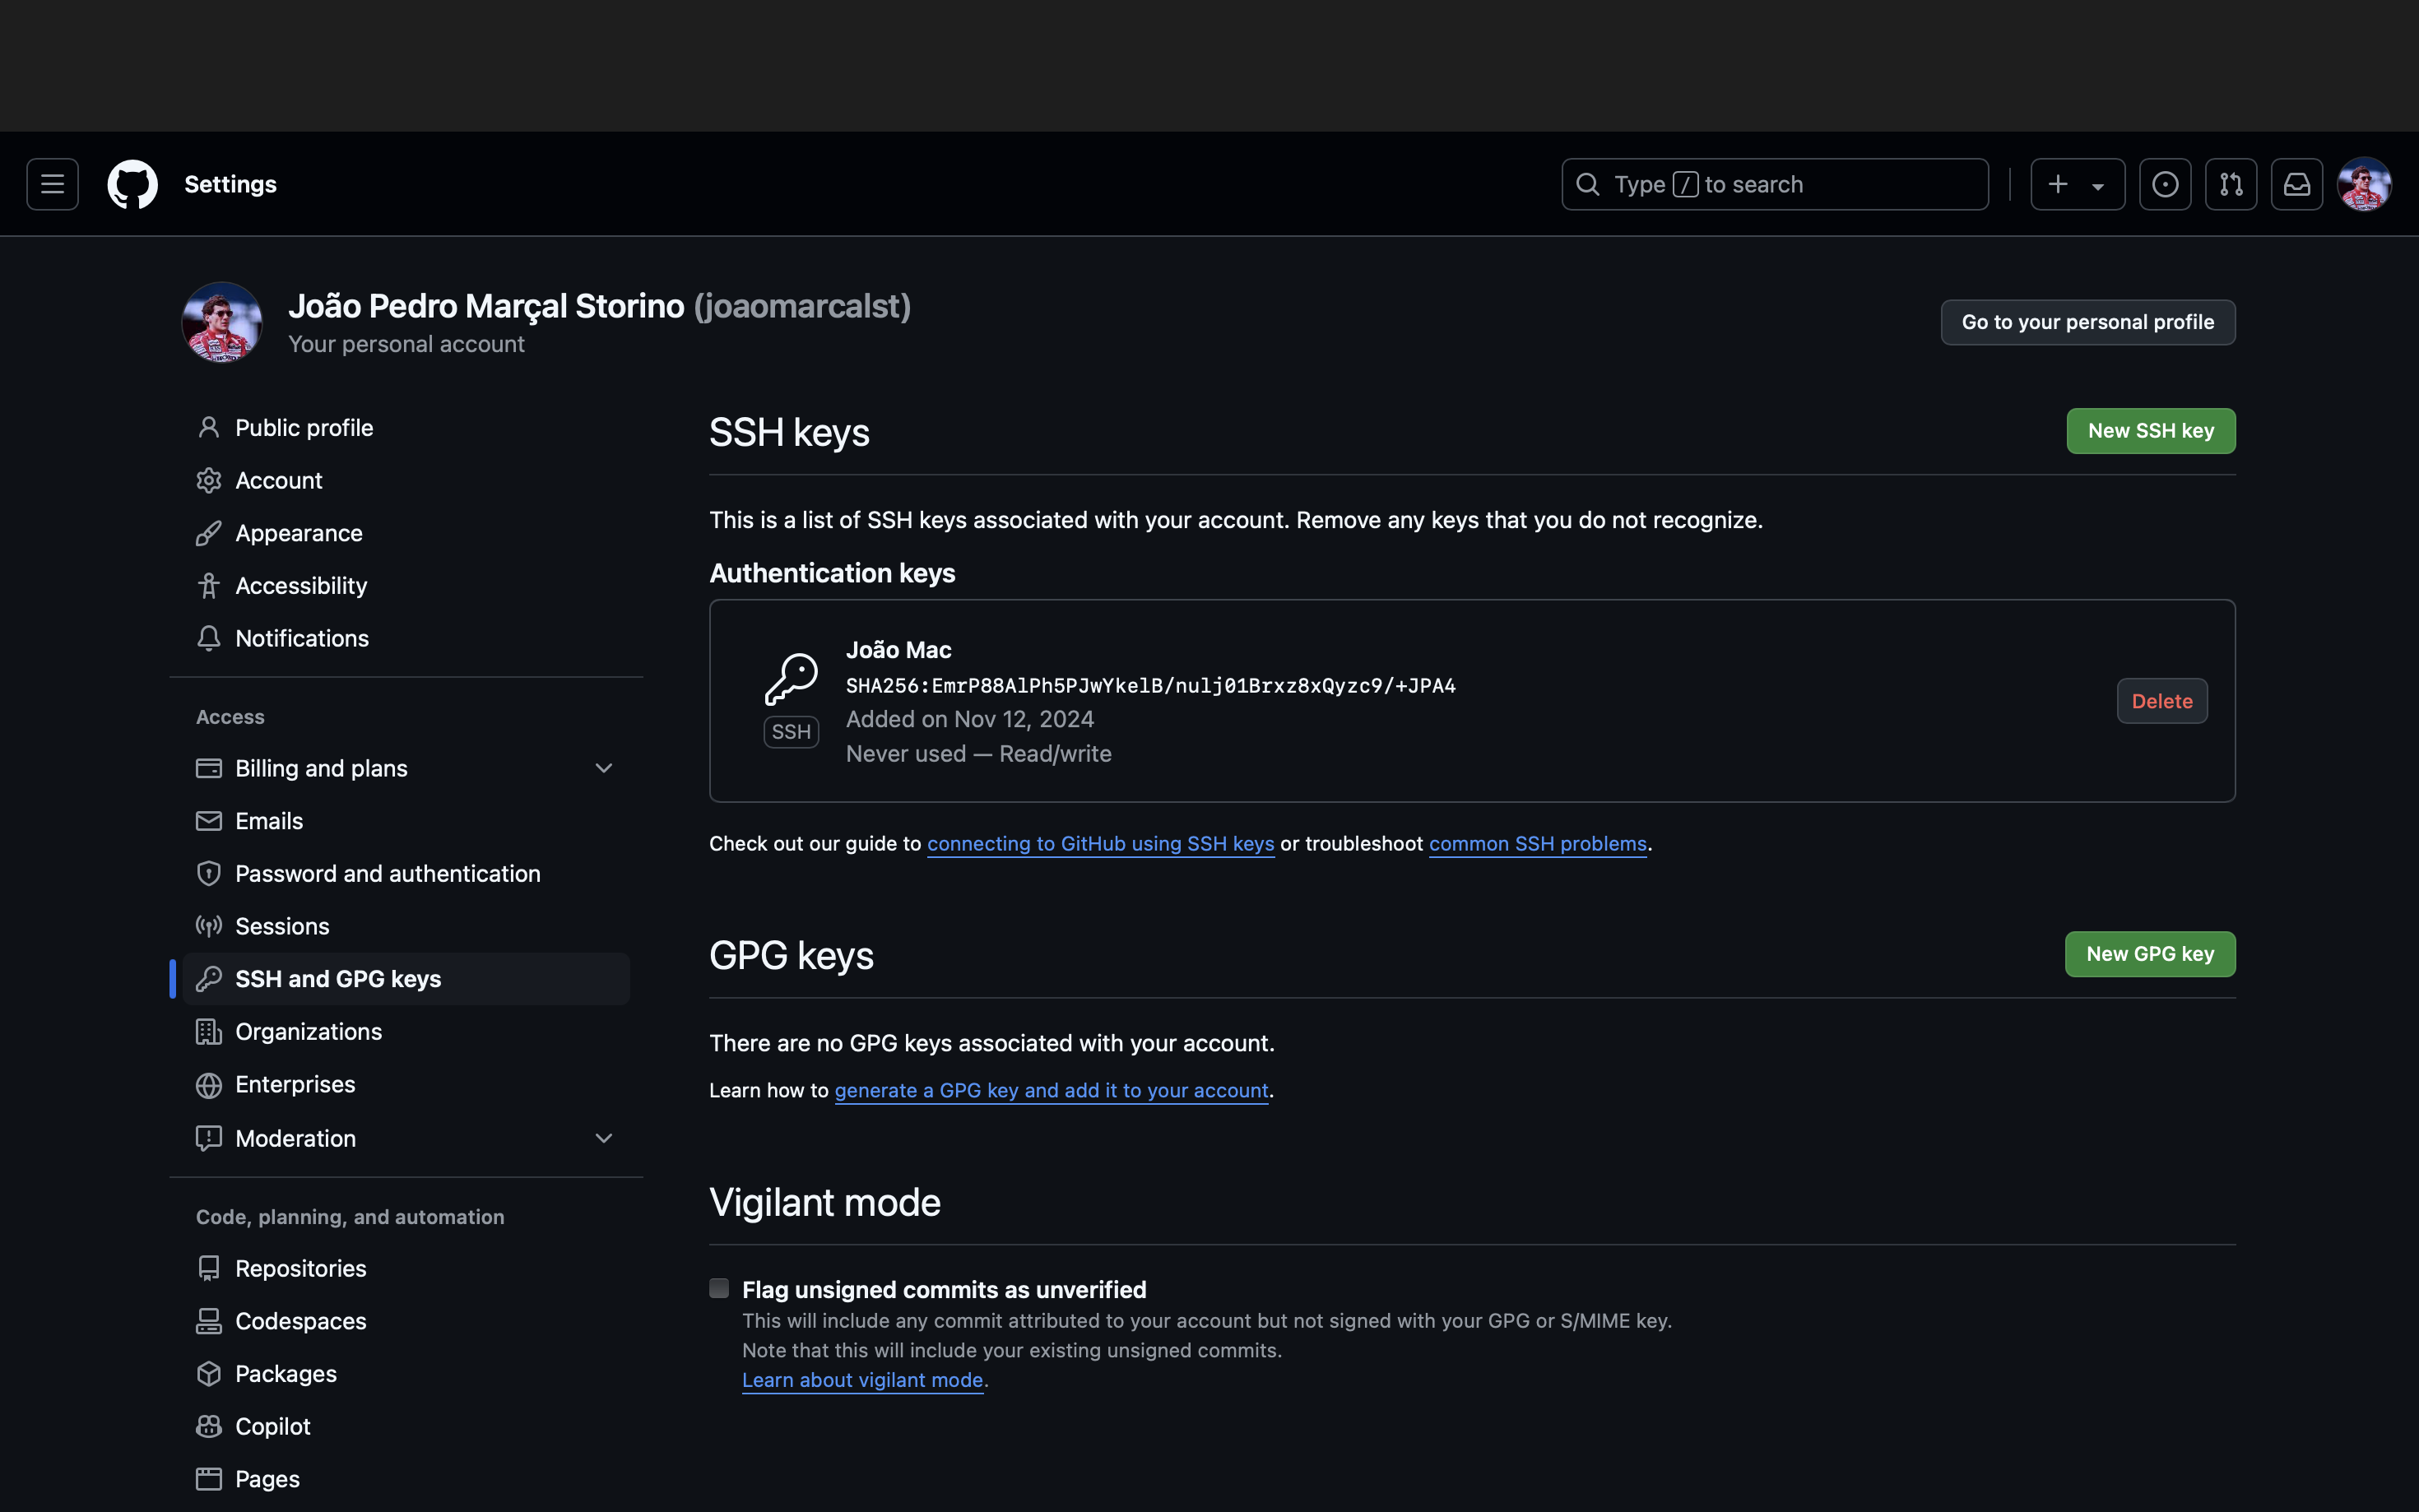 Settings
Type / to search
João Pedro Marçal Storino (joaomarcalst)
Your personal account
Go to your personal profile
Public profile
Account
Appearance
Accessibility
Notifications
Access
Billing and plans
Emails
Password and authentication
Sessions
SSH and GPG keys
Organizations
Enterprises
Moderation
Code, planning, and automation
Repositories
Codespaces
Packages
Copilot
Pages
SSH keys
New SSH key
This is a list of SSH keys associated with your account. Remove any keys that you do not recognize.
Authentication keys
SSH
João Mac
SHA256:EmrP88AlPh5PJwYkelB/nulj01Brxz8xQyzc9/+JPA4
Added on Nov 12, 2024
Never used — Read/write
Delete
Check out our guide to connecting to GitHub using SSH keys or troubleshoot common SSH problems.
GPG keys
New GPG key
There are no GPG keys associated with your account.
Learn how to generate a GPG key and add it to your account.
Vigilant mode
Flag unsigned commits as unverified
This will include any commit attributed to your account but not signed with your GPG or S/MIME key.
Note that this will include your existing unsigned commits.
Learn about vigilant mode.